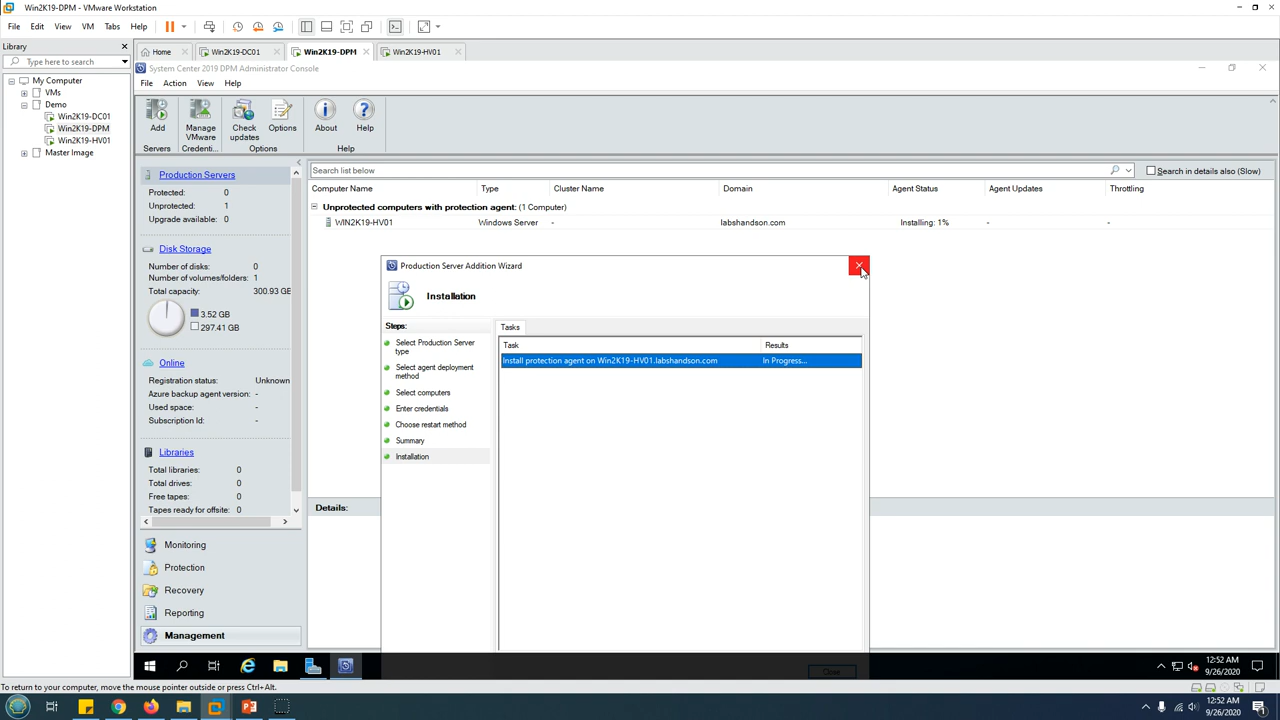 Win2K19-DPM - VMware Workstation
File Edit View VM Tabs Help
Library
Type here to search
My Computer
VMs
Demo
Win2K19-DC01
Win2K19-DPM
Win2K19-HV01
Master Image
Home Win2K19-DC01 Win2K19-DPM Win2K19-HV01
System Center 2019 DPM Administrator Console
File Action View Help
Add
Servers
Manage
VMware
Credenti...
Check
updates
Options
Options
About
Help
Help
Production Servers
Protected: 0
Unprotected: 1
Upgrade available: 0
Disk Storage
Number of disks: 0
Number of volumes/folders: 1
Total capacity: 300.93 GB
3.52 GB
297.41 GB
Online
Registration status: Unknown
Azure backup agent version: -
Used space: -
Subscription Id: -
Libraries
Total libraries: 0
Total drives: 0
Free tapes: 0
Tapes ready for offsite: 0
Monitoring
Protection
Recovery
Reporting
Management
Search list below
Search in details also (Slow)
Computer Name Type Cluster Name Domain Agent Status Agent Updates Throttling
Unprotected computers with protection agent: (1 Computer)
WIN2K19-HV01 Windows Server - labshandson.com Installing: 1% - -
Details:
Production Server Addition Wizard
Installation
Steps:
Select Production Server
type
Select agent deployment
method
Select computers
Enter credentials
Choose restart method
Summary
Installation
Tasks
Task Results
Install protection agent on Win2K19-HV01.labshandson.com In Progress...
Close
12:52 AM
9/26/2020
To return to your computer, move the mouse pointer outside or press Ctrl+Alt.
12:52 AM
9/26/2020